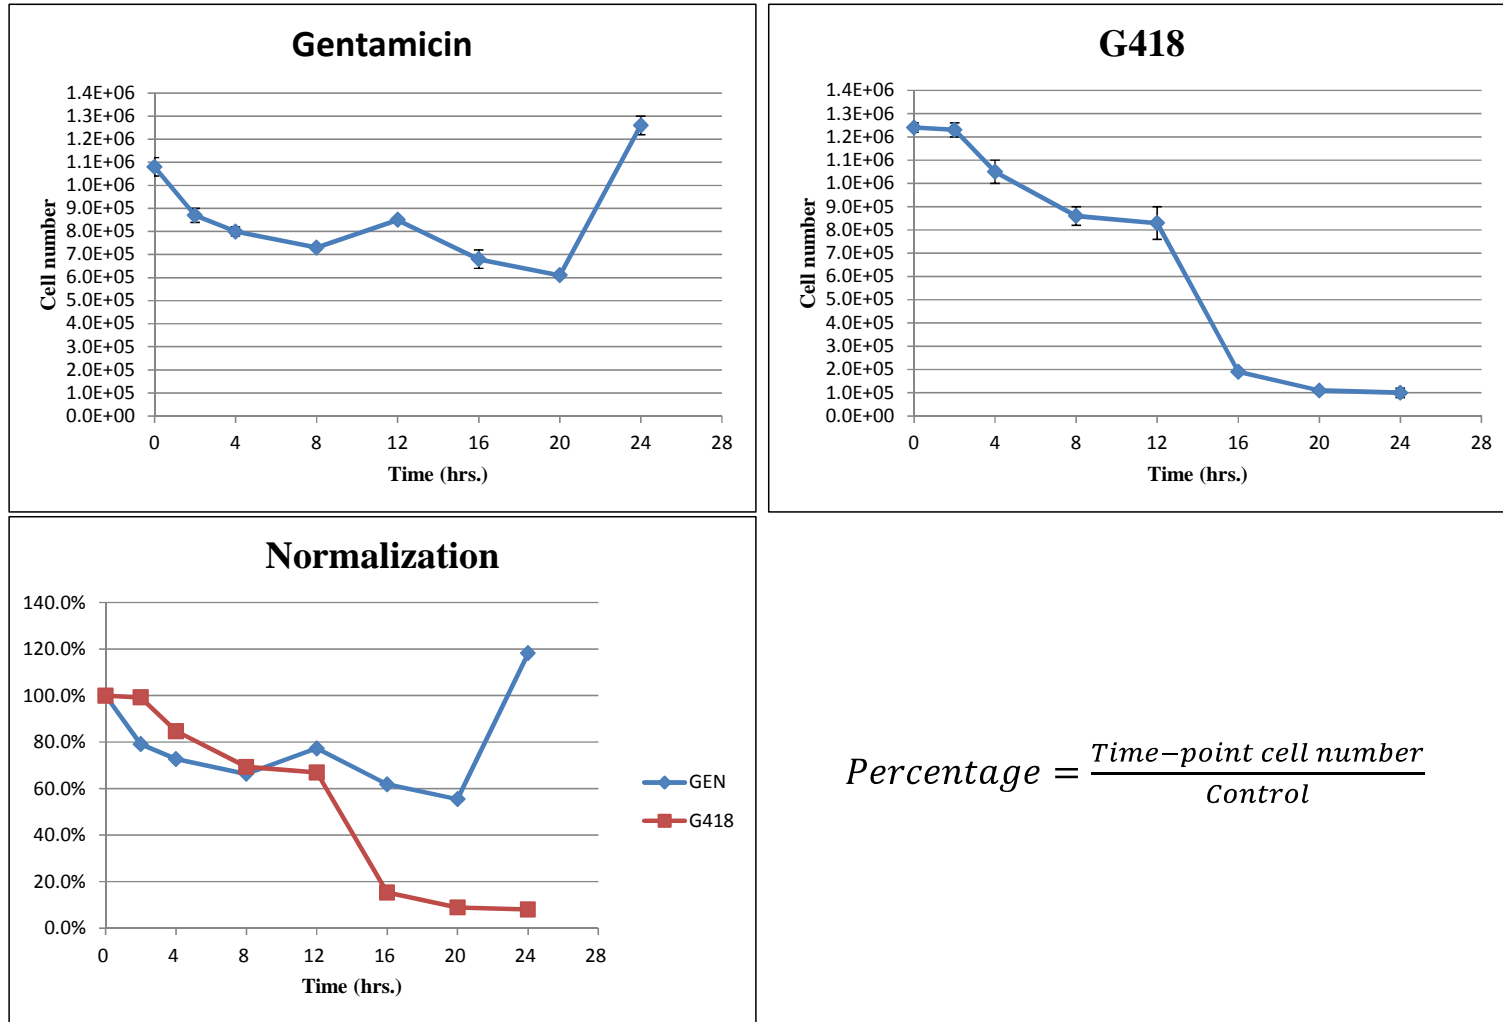 Gentamicin
1.4E+06
1.3E+06
1.2E+06
1.1E+06
1.0E+06
9.0E+05
8.0E+05
7.0E+05
6.0E+05
5.0E+05
4.0E+05
3.0E+05
2.0E+05
1.0E+05
0.0E+00
Cell number
0 4 8 12 16 20 24 28
Time (hrs.)
G418
1.4E+06
1.3E+06
1.2E+06
1.1E+06
1.0E+06
9.0E+05
8.0E+05
7.0E+05
6.0E+05
5.0E+05
4.0E+05
3.0E+05
2.0E+05
1.0E+05
0.0E+00
Cell number
0 4 8 12 16 20 24 28
Time (hrs.)
Normalization
140.0%
120.0%
100.0%
80.0%
60.0%
40.0%
20.0%
0.0%
0 4 8 12 16 20 24 28
Time (hrs.)
GEN
G418
Percentage = Time−point cell number
Control